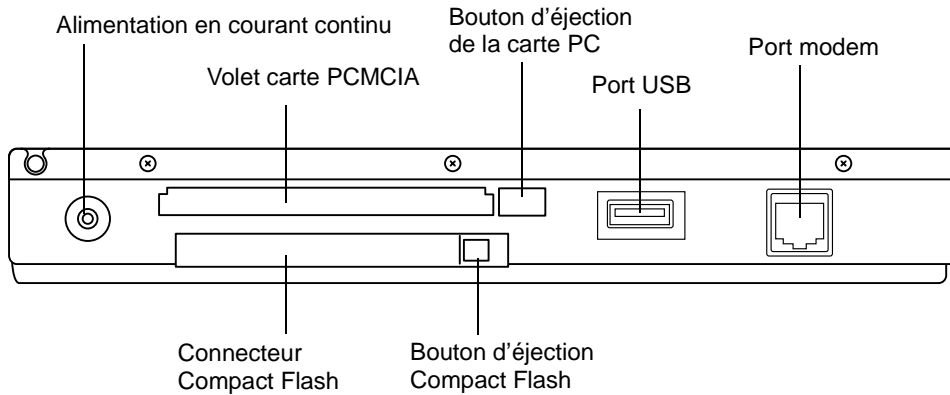 Alimentation en courant continu
Volet carte PCMCIA
Bouton d'éjection
de la carte PC
Port USB
Port modem
Connecteur
Compact Flash
Bouton d'éjection
Compact Flash